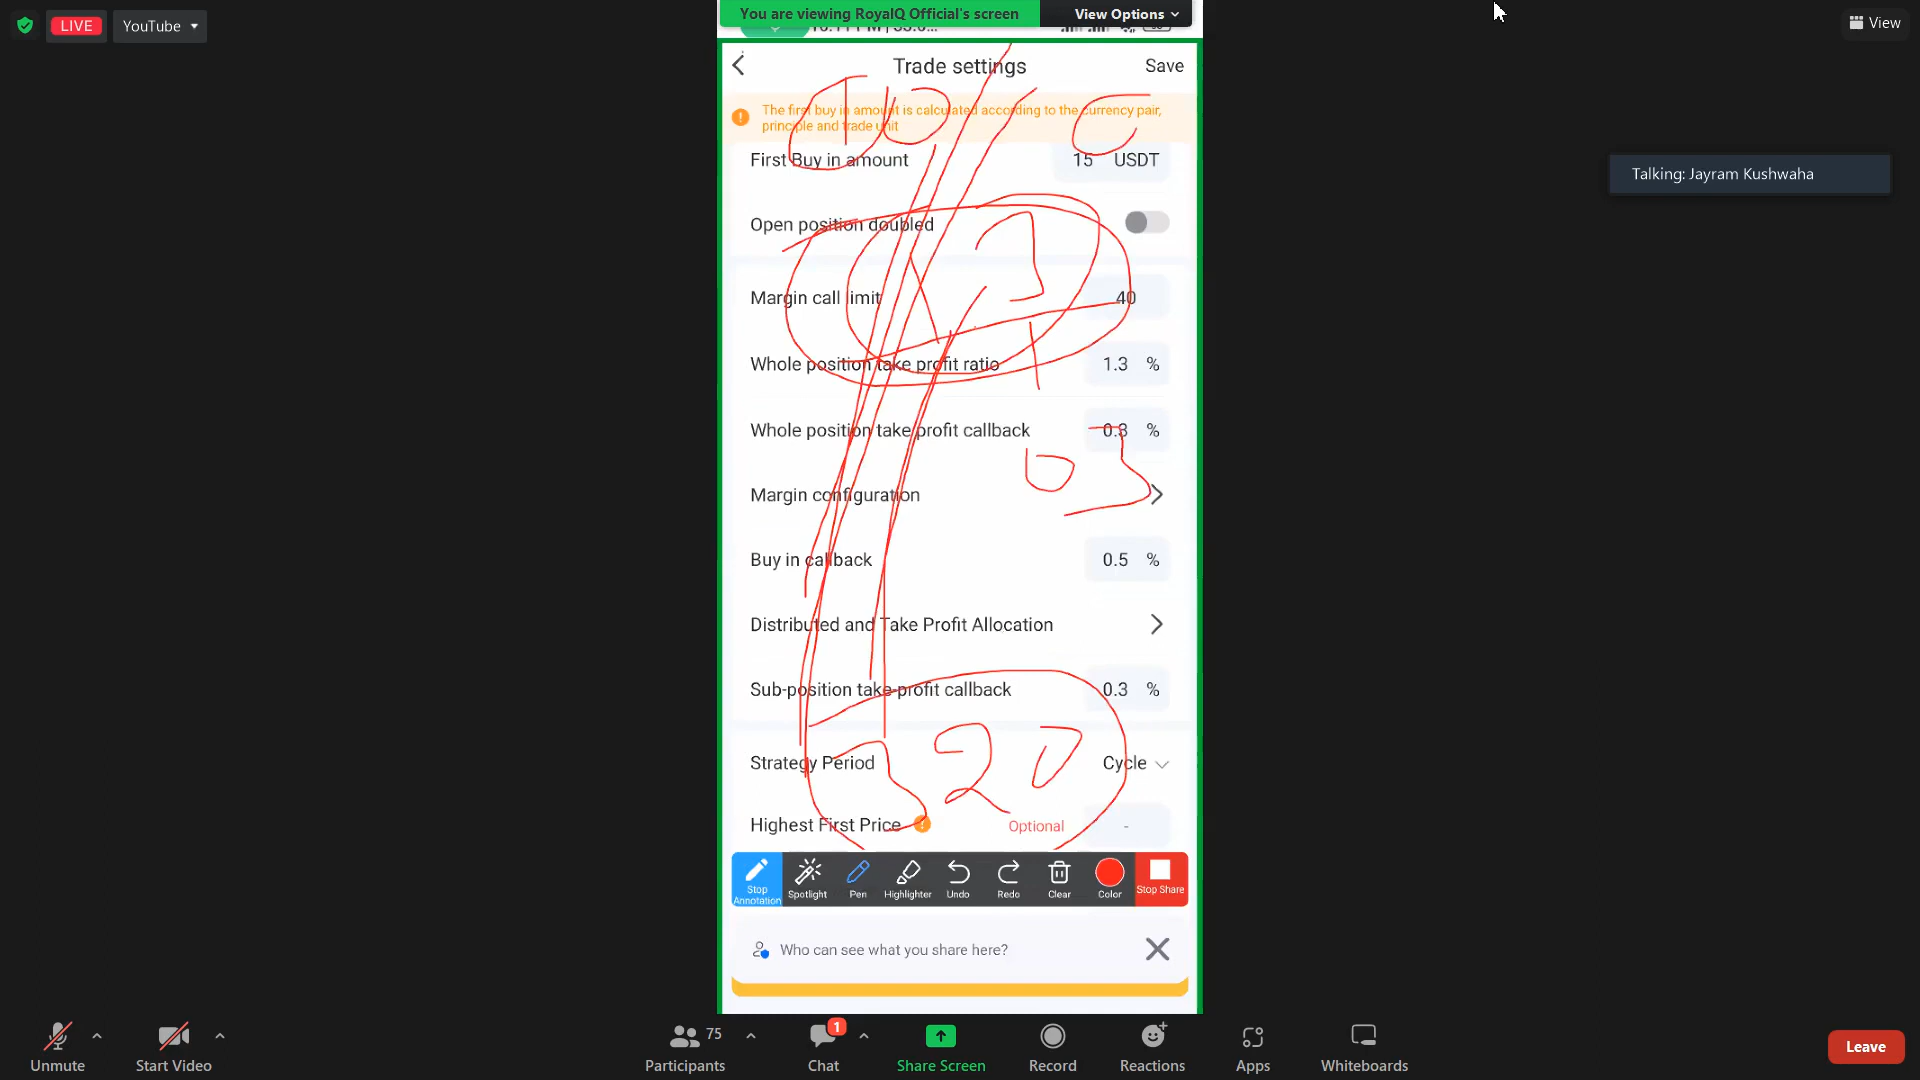 You are viewing RoyalQ Official's screen
View Options
LIVE
YouTube
View
Trade settings
Save
The first buy in amount is calculated according to the currency pair,
principle and trade unit
First Buy in amount 15 USDT
Talking: Jayram Kushwaha
Open position doubled
Margin call limit 40
Whole position take profit ratio 1.3 %
Whole position take profit callback 0.3 %
03
Margin configuration
Buy in callback 0.5 %
Distributed and Take Profit Allocation
Sub-position take-profit callback 0.3 %
320
Strategy Period Cycle
Highest First Price Optional -
Stop Annotation
Spotlight
Pen
Highlighter
Undo
Redo
Clear
Color
Stop Share
Who can see what you share here?
Unmute
Start Video
Participants 75
Chat 1
Share Screen
Record
Reactions
Apps
Whiteboards
Leave